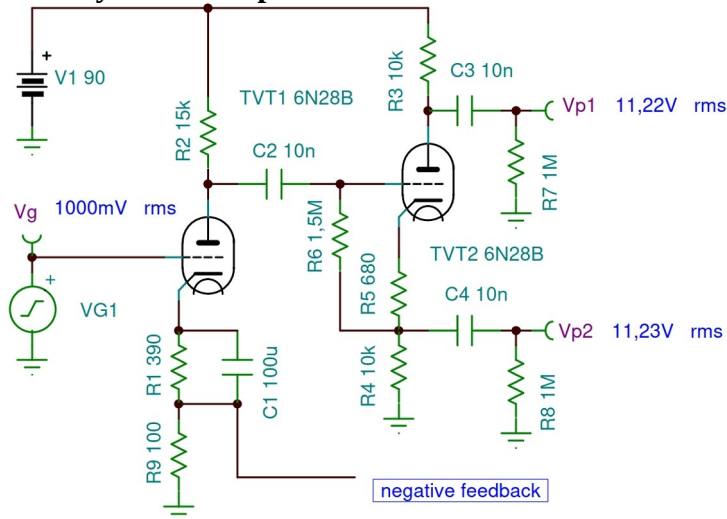 V1 90
R2 15k
TVT1 6N28B
R3 10k
C3 10n
Vp1 11,22V rms
R7 1M
C2 10n
Vg 1000mV rms
VG1
R6 1,5M
R5 680
TVT2 6N28B
C4 10n
Vp2 11,23V rms
R1 390
C1 100u
R4 10k
R8 1M
R9 100
negative feedback